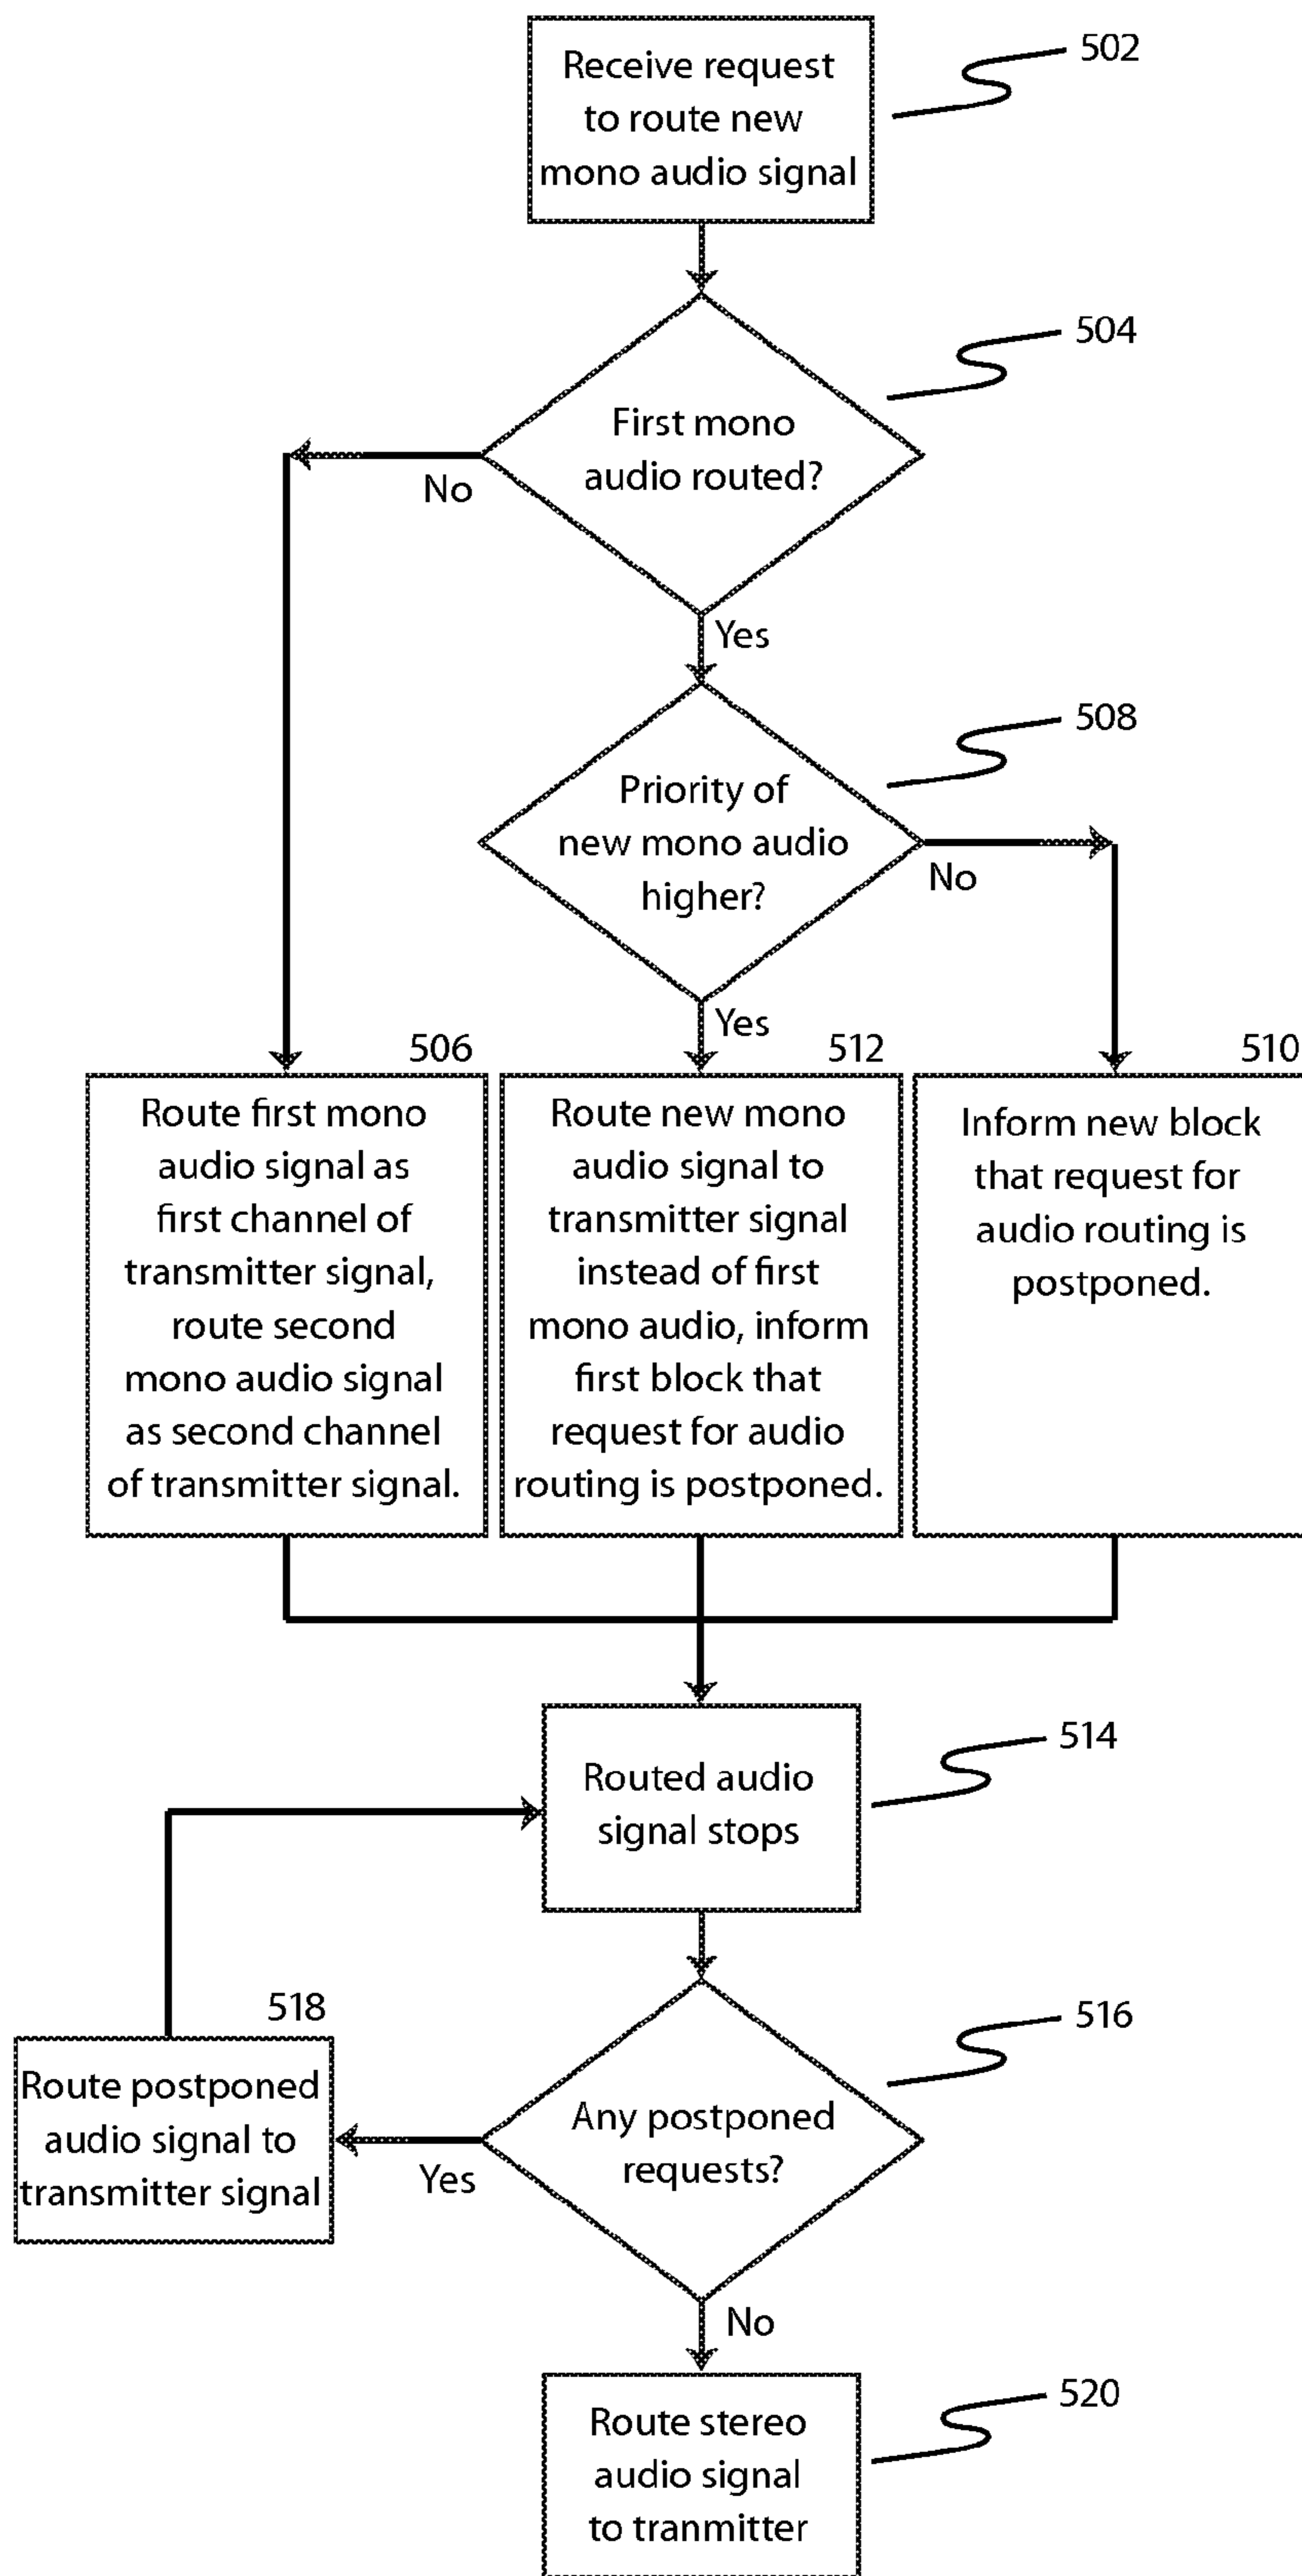 Receive request
to route new
mono audio signal
502
504
First mono
audio routed?
No
Yes
508
Priority of
new mono audio
higher?
No
Yes
506
Route first mono
audio signal as
first channel of
transmitter signal,
route second
mono audio signal
as second channel
of transmitter signal.
512
Route new mono
audio signal to
transmitter signal
instead of first
mono audio, inform
first block that
request for audio
routing is postponed.
510
Inform new block
that request for
audio routing is
postponed.
514
Routed audio
signal stops
516
Any postponed
requests?
Yes
518
Route postponed
audio signal to
transmitter signal
No
520
Route stereo
audio signal
to tranmitter